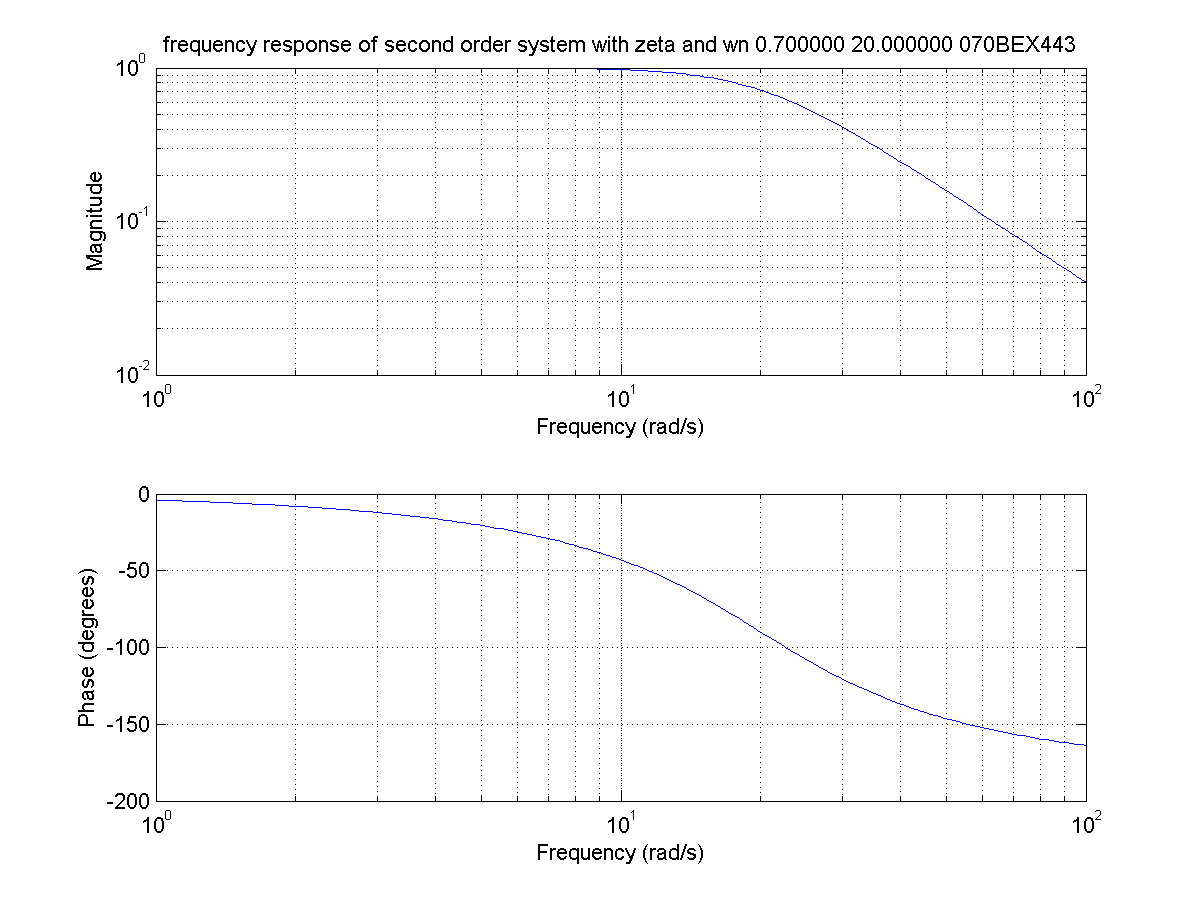 frequency response of second order system with zeta and wn 0.700000 20.000000 070BEX443
10^0
10^-1
10^-2
Magnitude
10^0 10^1 10^2
Frequency (rad/s)
0
-50
-100
-150
-200
Phase (degrees)
10^0 10^1 10^2
Frequency (rad/s)